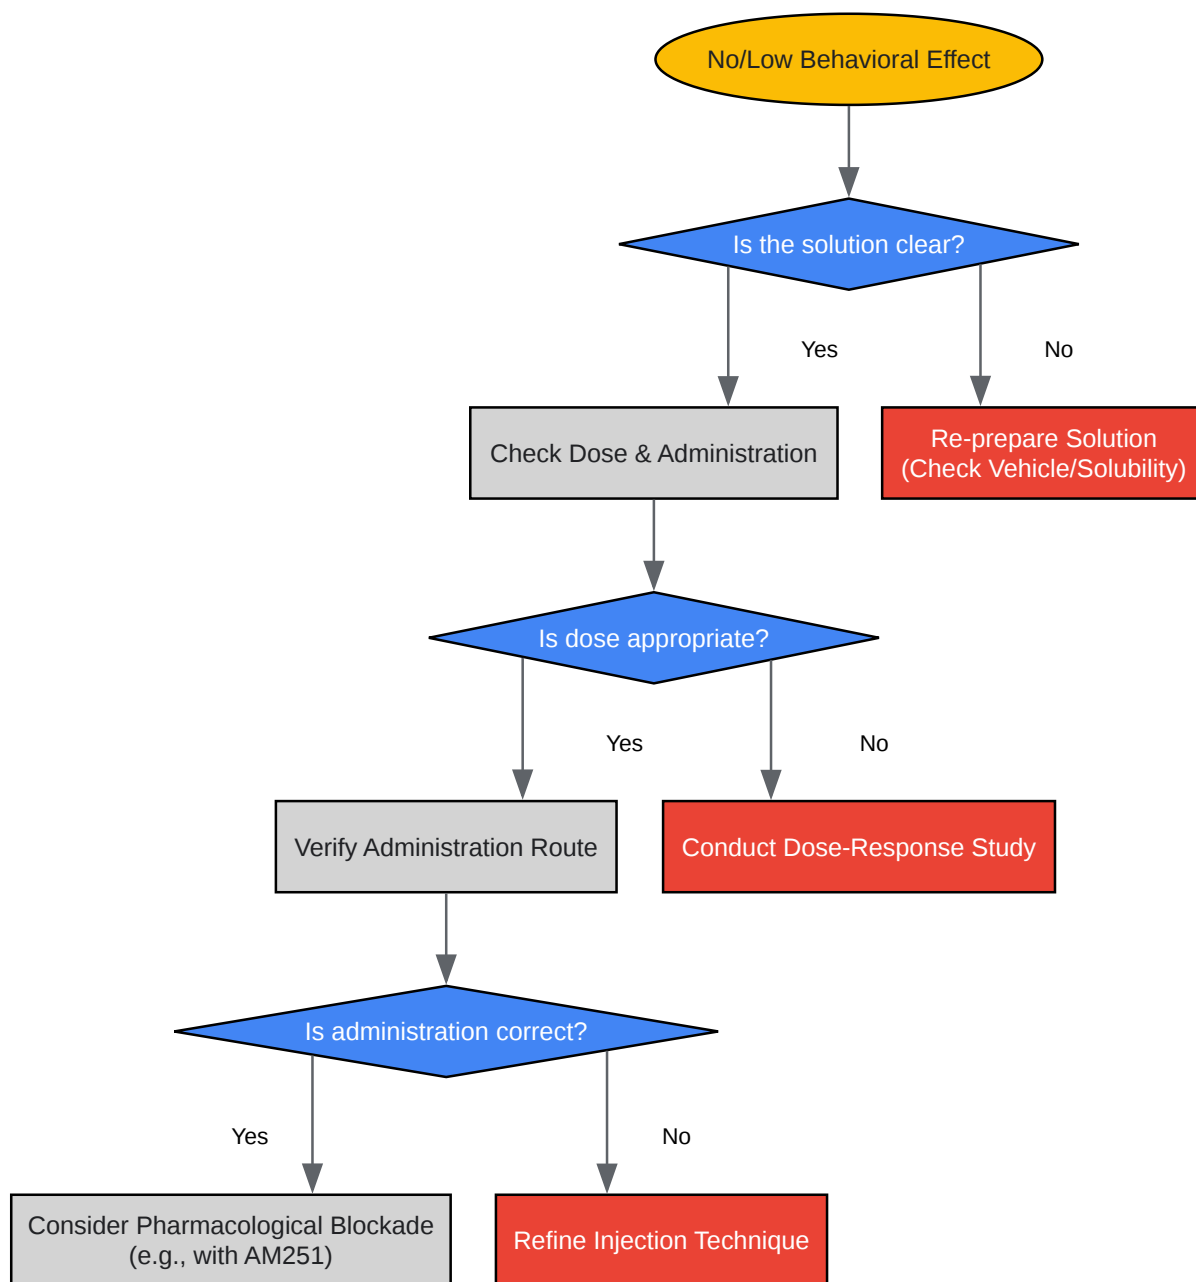 No/Low Behavioral Effect
Is the solution clear?
Yes
No
Check Dose & Administration
Re-prepare Solution
(Check Vehicle/Solubility)
Is dose appropriate?
Yes
No
Verify Administration Route
Conduct Dose-Response Study
Is administration correct?
Yes
No
Consider Pharmacological Blockade
(e.g., with AM251)
Refine Injection Technique